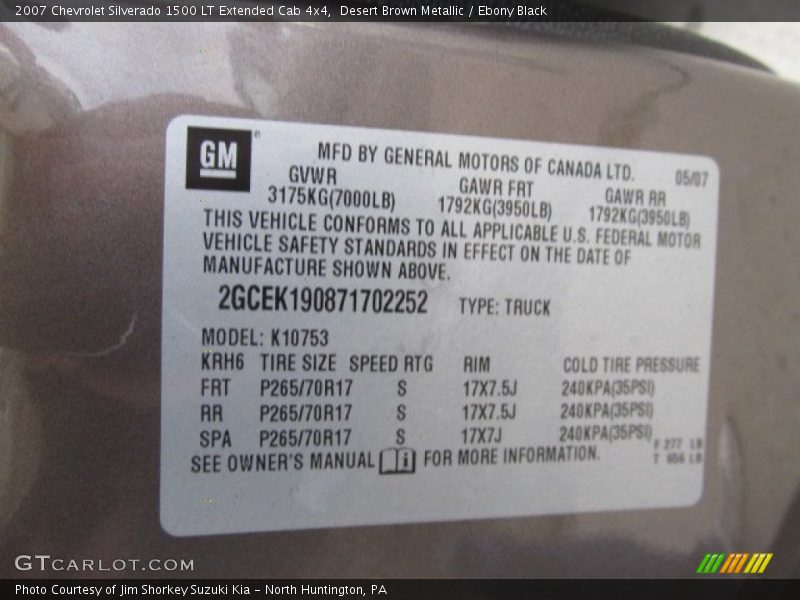 2007 Chevrolet Silverado 1500 LT Extended Cab 4x4, Desert Brown Metallic / Ebony Black
GM
MFD BY GENERAL MOTORS OF CANADA LTD. 05/07
GVWR GAWR FRT GAWR RR
3175KG(7000LB) 1792KG(3950LB) 1792KG(3950LB)
THIS VEHICLE CONFORMS TO ALL APPLICABLE U.S. FEDERAL MOTOR
VEHICLE SAFETY STANDARDS IN EFFECT ON THE DATE OF
MANUFACTURE SHOWN ABOVE.
2GCEK190871702252 TYPE: TRUCK
MODEL: K10753
KRH6 TIRE SIZE SPEED RTG RIM COLD TIRE PRESSURE
FRT P265/70R17 S 17X7.5J 240KPA(35PSI)
RR P265/70R17 S 17X7.5J 240KPA(35PSI)
SPA P265/70R17 S 17X7J 240KPA(35PSI)
SEE OWNER'S MANUAL i FOR MORE INFORMATION.
F 277 LB
T 656 LB
GTCARLOT.COM
Photo Courtesy of Jim Shorkey Suzuki Kia - North Huntington, PA